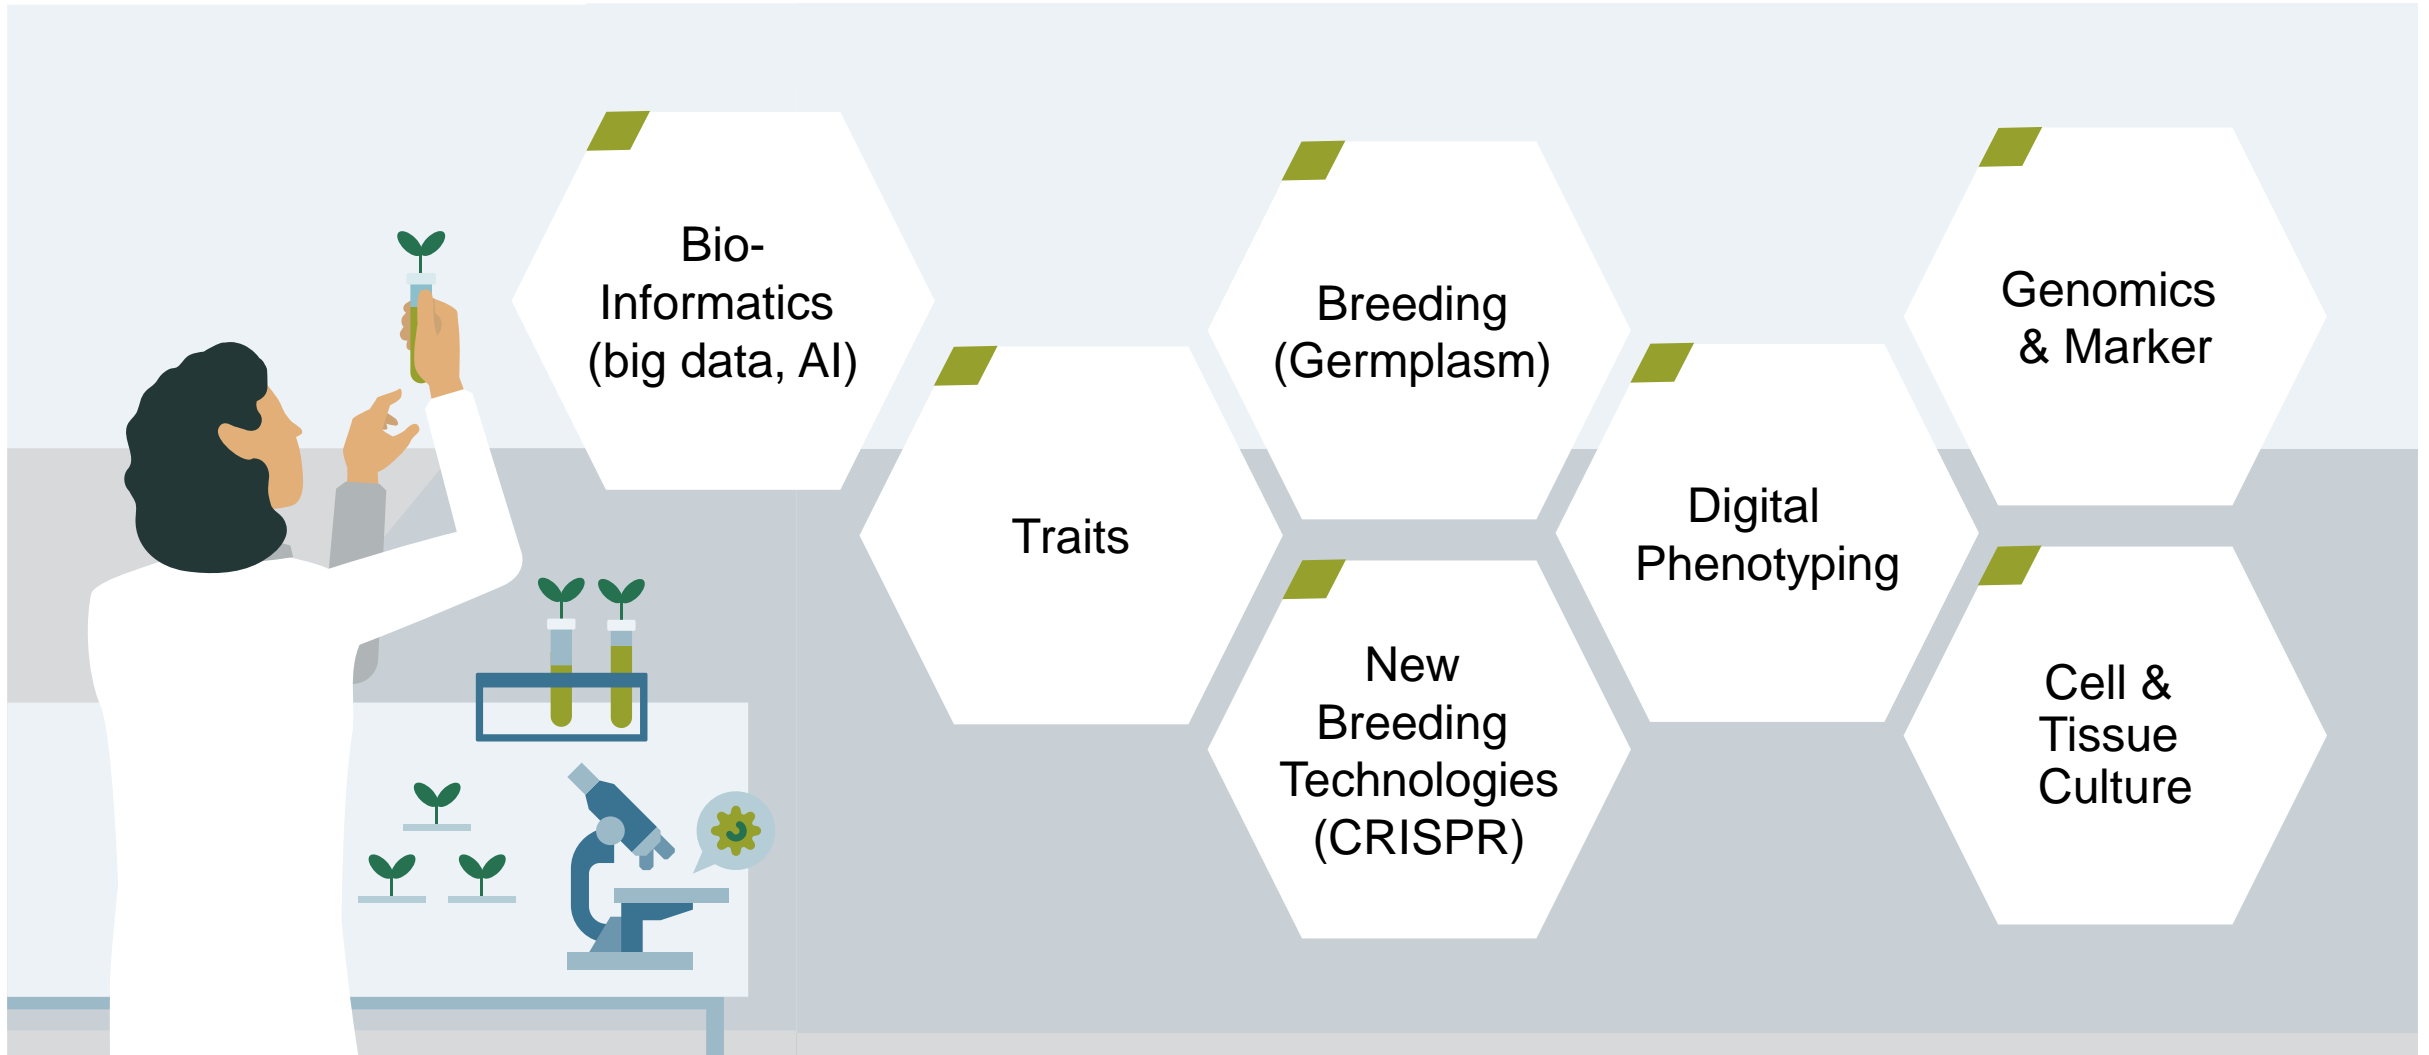 Bio-
Informatics
(big data, AI)
Traits
Breeding
(Germplasm)
New
Breeding
Technologies
(CRISPR)
Digital
Phenotyping
Genomics
& Marker
Cell &
Tissue
Culture